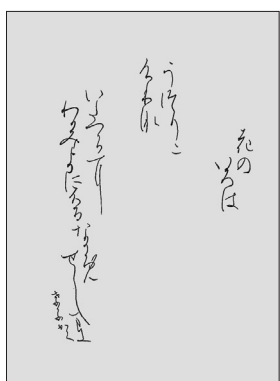 花の
いろは
うつりに
けりな
いたつらに
わかみよにふるなかめ
せしまに